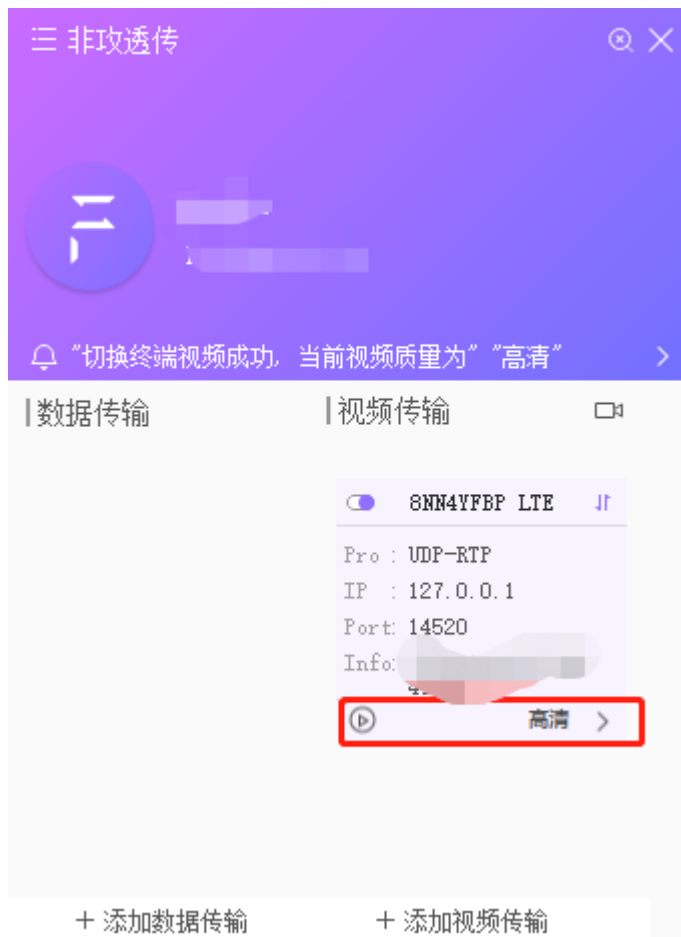 非攻透传
"切换终端视频成功,当前视频质量为" "高清"
数据传输
视频传输
8NN4YFBP LTE
Pro : UDP-RTP
IP : 127.0.0.1
Port: 14520
Info:
高清
+ 添加数据传输
+ 添加视频传输